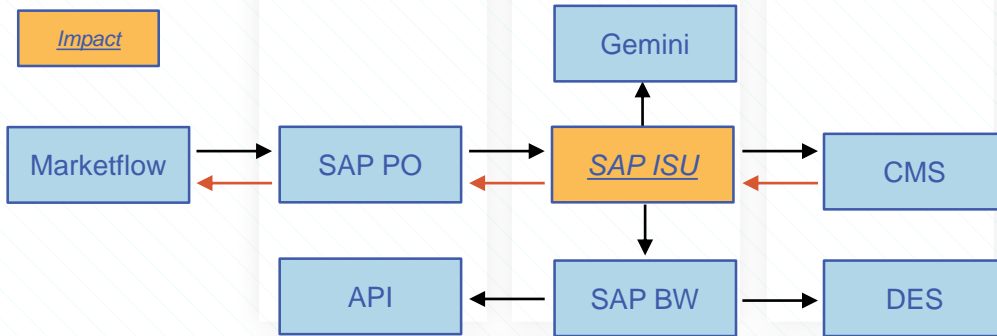 Impact
Gemini
Marketflow
SAP PO
SAP ISU
CMS
API
SAP BW
DES